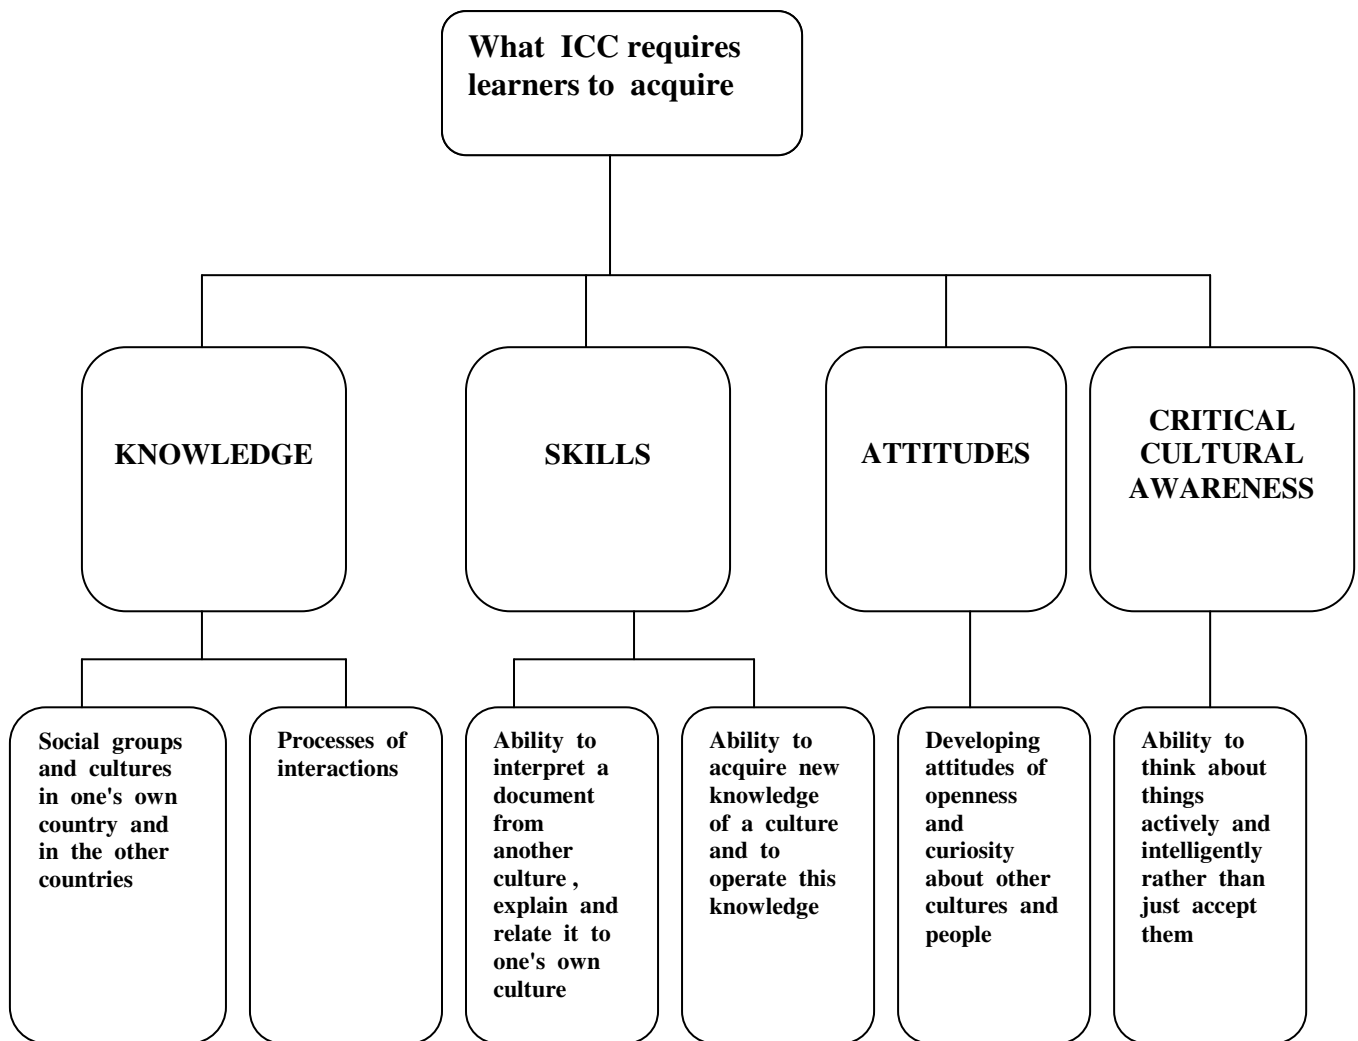 What ICC requires
learners to acquire
KNOWLEDGE
SKILLS
ATTITUDES
CRITICAL
CULTURAL
AWARENESS
Social groups
and cultures
in one's own
country and
in the other
countries
Processes of
interactions
Ability to
interpret a
document
from
another
culture ,
explain and
relate it to
one's own
culture
Ability to
acquire new
knowledge
of a culture
and to
operate this
knowledge
Developing
attitudes of
openness
and
curiosity
about other
cultures and
people
Ability to
think about
things
actively and
intelligently
rather than
just accept
them